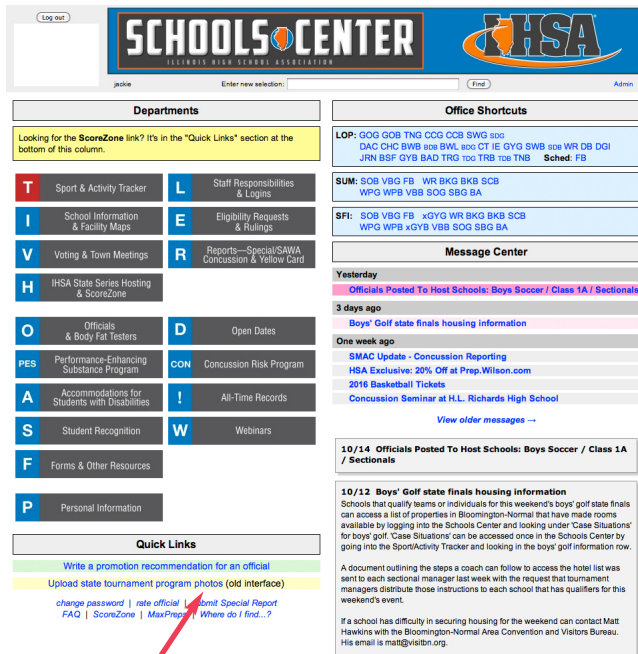 Log out
SCHOOLS CENTER
ILLINOIS HIGH SCHOOL ASSOCIATION
IHSA
jackie
Enter new selection:
Find
Admin
Departments
Looking for the ScoreZone link? It's in the "Quick Links" section at the
bottom of this column.
T Sport & Activity Tracker
L Staff Responsibilities
& Logins
I School Information
& Facility Maps
E Eligibility Requests
& Rulings
V Voting & Town Meetings
R Reports—Special/SAWA
Concussion & Yellow Card
H IHSA State Series Hosting
& ScoreZone
O Officials
& Body Fat Testers
D Open Dates
PES Performance-Enhancing
Substance Program
CON Concussion Risk Program
A Accommodations for
Students with Disabilities
! All-Time Records
S Student Recognition
W Webinars
F Forms & Other Resources
P Personal Information
Quick Links
Write a promotion recommendation for an official
Upload state tournament program photos (old interface)
change password | rate official | Submit Special Report
FAQ | ScoreZone | MaxPreps | Where do I find...?
Office Shortcuts
LOP: GOG GOB TNG CCG CCB SWG SDG
DAC CHC BWB BDB BWL BDG CT IE GYG SWB SDB WR DB DGI
JRN BSF GYB BAD TRG TDG TRB TDB TNB Sched: FB
SUM: SOB VBG FB WR BKG BKB SCB
WPG WPB VBB SOG SBG BA
SFI: SOB VBG FB xGYG WR BKG BKB SCB
WPG WPB xGYB VBB SOG SBG BA
Message Center
Yesterday
Officials Posted To Host Schools: Boys Soccer / Class 1A / Sectionals
3 days ago
Boys' Golf state finals housing information
One week ago
SMAC Update - Concussion Reporting
HSA Exclusive: 20% Off at Prep.Wilson.com
2016 Basketball Tickets
Concussion Seminar at H.L. Richards High School
View older messages →
10/14 Officials Posted To Host Schools: Boys Soccer / Class 1A
/ Sectionals
10/12 Boys' Golf state finals housing information
Schools that qualify teams or individuals for this weekend's boys' golf state finals
can access a list of properties in Bloomington-Normal that have made rooms
available by logging into the Schools Center and looking under 'Case Situations'
for boys' golf. 'Case Situations' can be accessed once in the Schools Center by
going into the Sport/Activity Tracker and looking in the boys' golf information row.
A document outlining the steps a coach can follow to access the hotel list was
sent to each sectional manager last week with the request that tournament
managers distribute those instructions to each school that has qualifiers for this
weekend's event.
If a school has difficulty in securing housing for the weekend can contact Matt
Hawkins with the Bloomington-Normal Area Convention and Visitors Bureau.
His email is matt@visitbn.org.